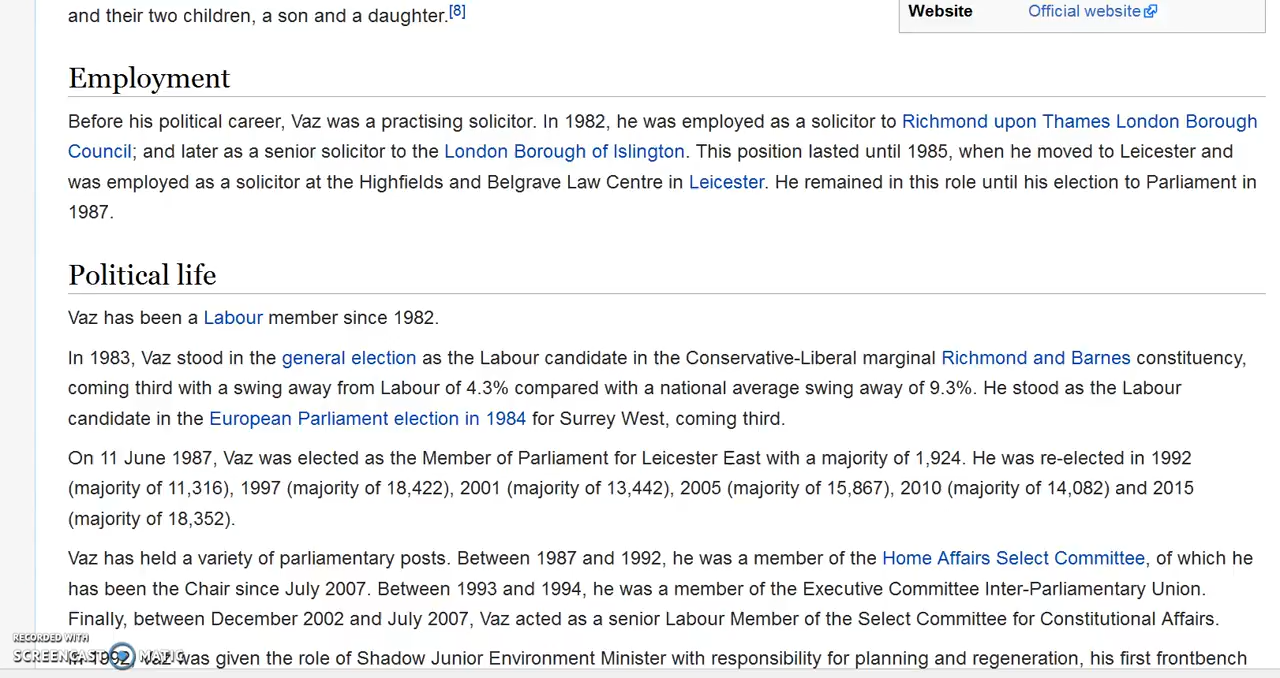 and their two children, a son and a daughter.[8]
Website Official website
Employment
Before his political career, Vaz was a practising solicitor. In 1982, he was employed as a solicitor to Richmond upon Thames London Borough
Council; and later as a senior solicitor to the London Borough of Islington. This position lasted until 1985, when he moved to Leicester and
was employed as a solicitor at the Highfields and Belgrave Law Centre in Leicester. He remained in this role until his election to Parliament in
1987.
Political life
Vaz has been a Labour member since 1982.
In 1983, Vaz stood in the general election as the Labour candidate in the Conservative-Liberal marginal Richmond and Barnes constituency,
coming third with a swing away from Labour of 4.3% compared with a national average swing away of 9.3%. He stood as the Labour
candidate in the European Parliament election in 1984 for Surrey West, coming third.
On 11 June 1987, Vaz was elected as the Member of Parliament for Leicester East with a majority of 1,924. He was re-elected in 1992
(majority of 11,316), 1997 (majority of 18,422), 2001 (majority of 13,442), 2005 (majority of 15,867), 2010 (majority of 14,082) and 2015
(majority of 18,352).
Vaz has held a variety of parliamentary posts. Between 1987 and 1992, he was a member of the Home Affairs Select Committee, of which he
has been the Chair since July 2007. Between 1993 and 1994, he was a member of the Executive Committee Inter-Parliamentary Union.
Finally, between December 2002 and July 2007, Vaz acted as a senior Labour Member of the Select Committee for Constitutional Affairs.
In 1992, Vaz was given the role of Shadow Junior Environment Minister with responsibility for planning and regeneration, his first frontbench
RECORDED WITH
SCREENCAST MATIC